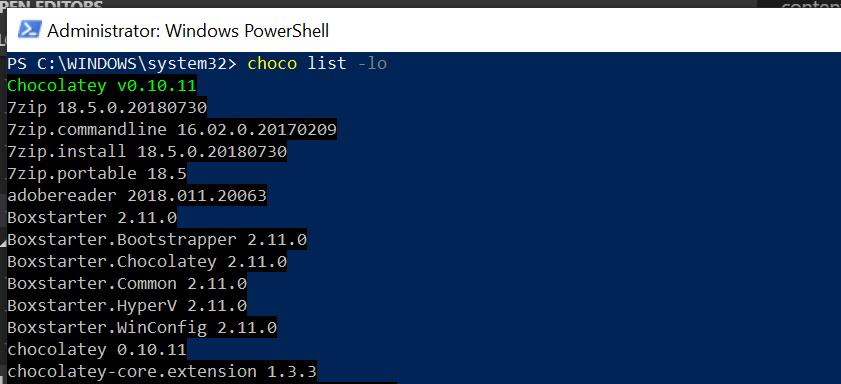 PEN EDITORS
conten
Administrator: Windows PowerShell
PS C:\WINDOWS\system32> choco list -lo
Chocolatey v0.10.11
7zip 18.5.0.20180730
7zip.commandline 16.02.0.20170209
7zip.install 18.5.0.20180730
7zip.portable 18.5
adobereader 2018.011.20063
Boxstarter 2.11.0
Boxstarter.Bootstrapper 2.11.0
Boxstarter.Chocolatey 2.11.0
Boxstarter.Common 2.11.0
Boxstarter.HyperV 2.11.0
Boxstarter.WinConfig 2.11.0
chocolatey 0.10.11
chocolatey-core.extension 1.3.3